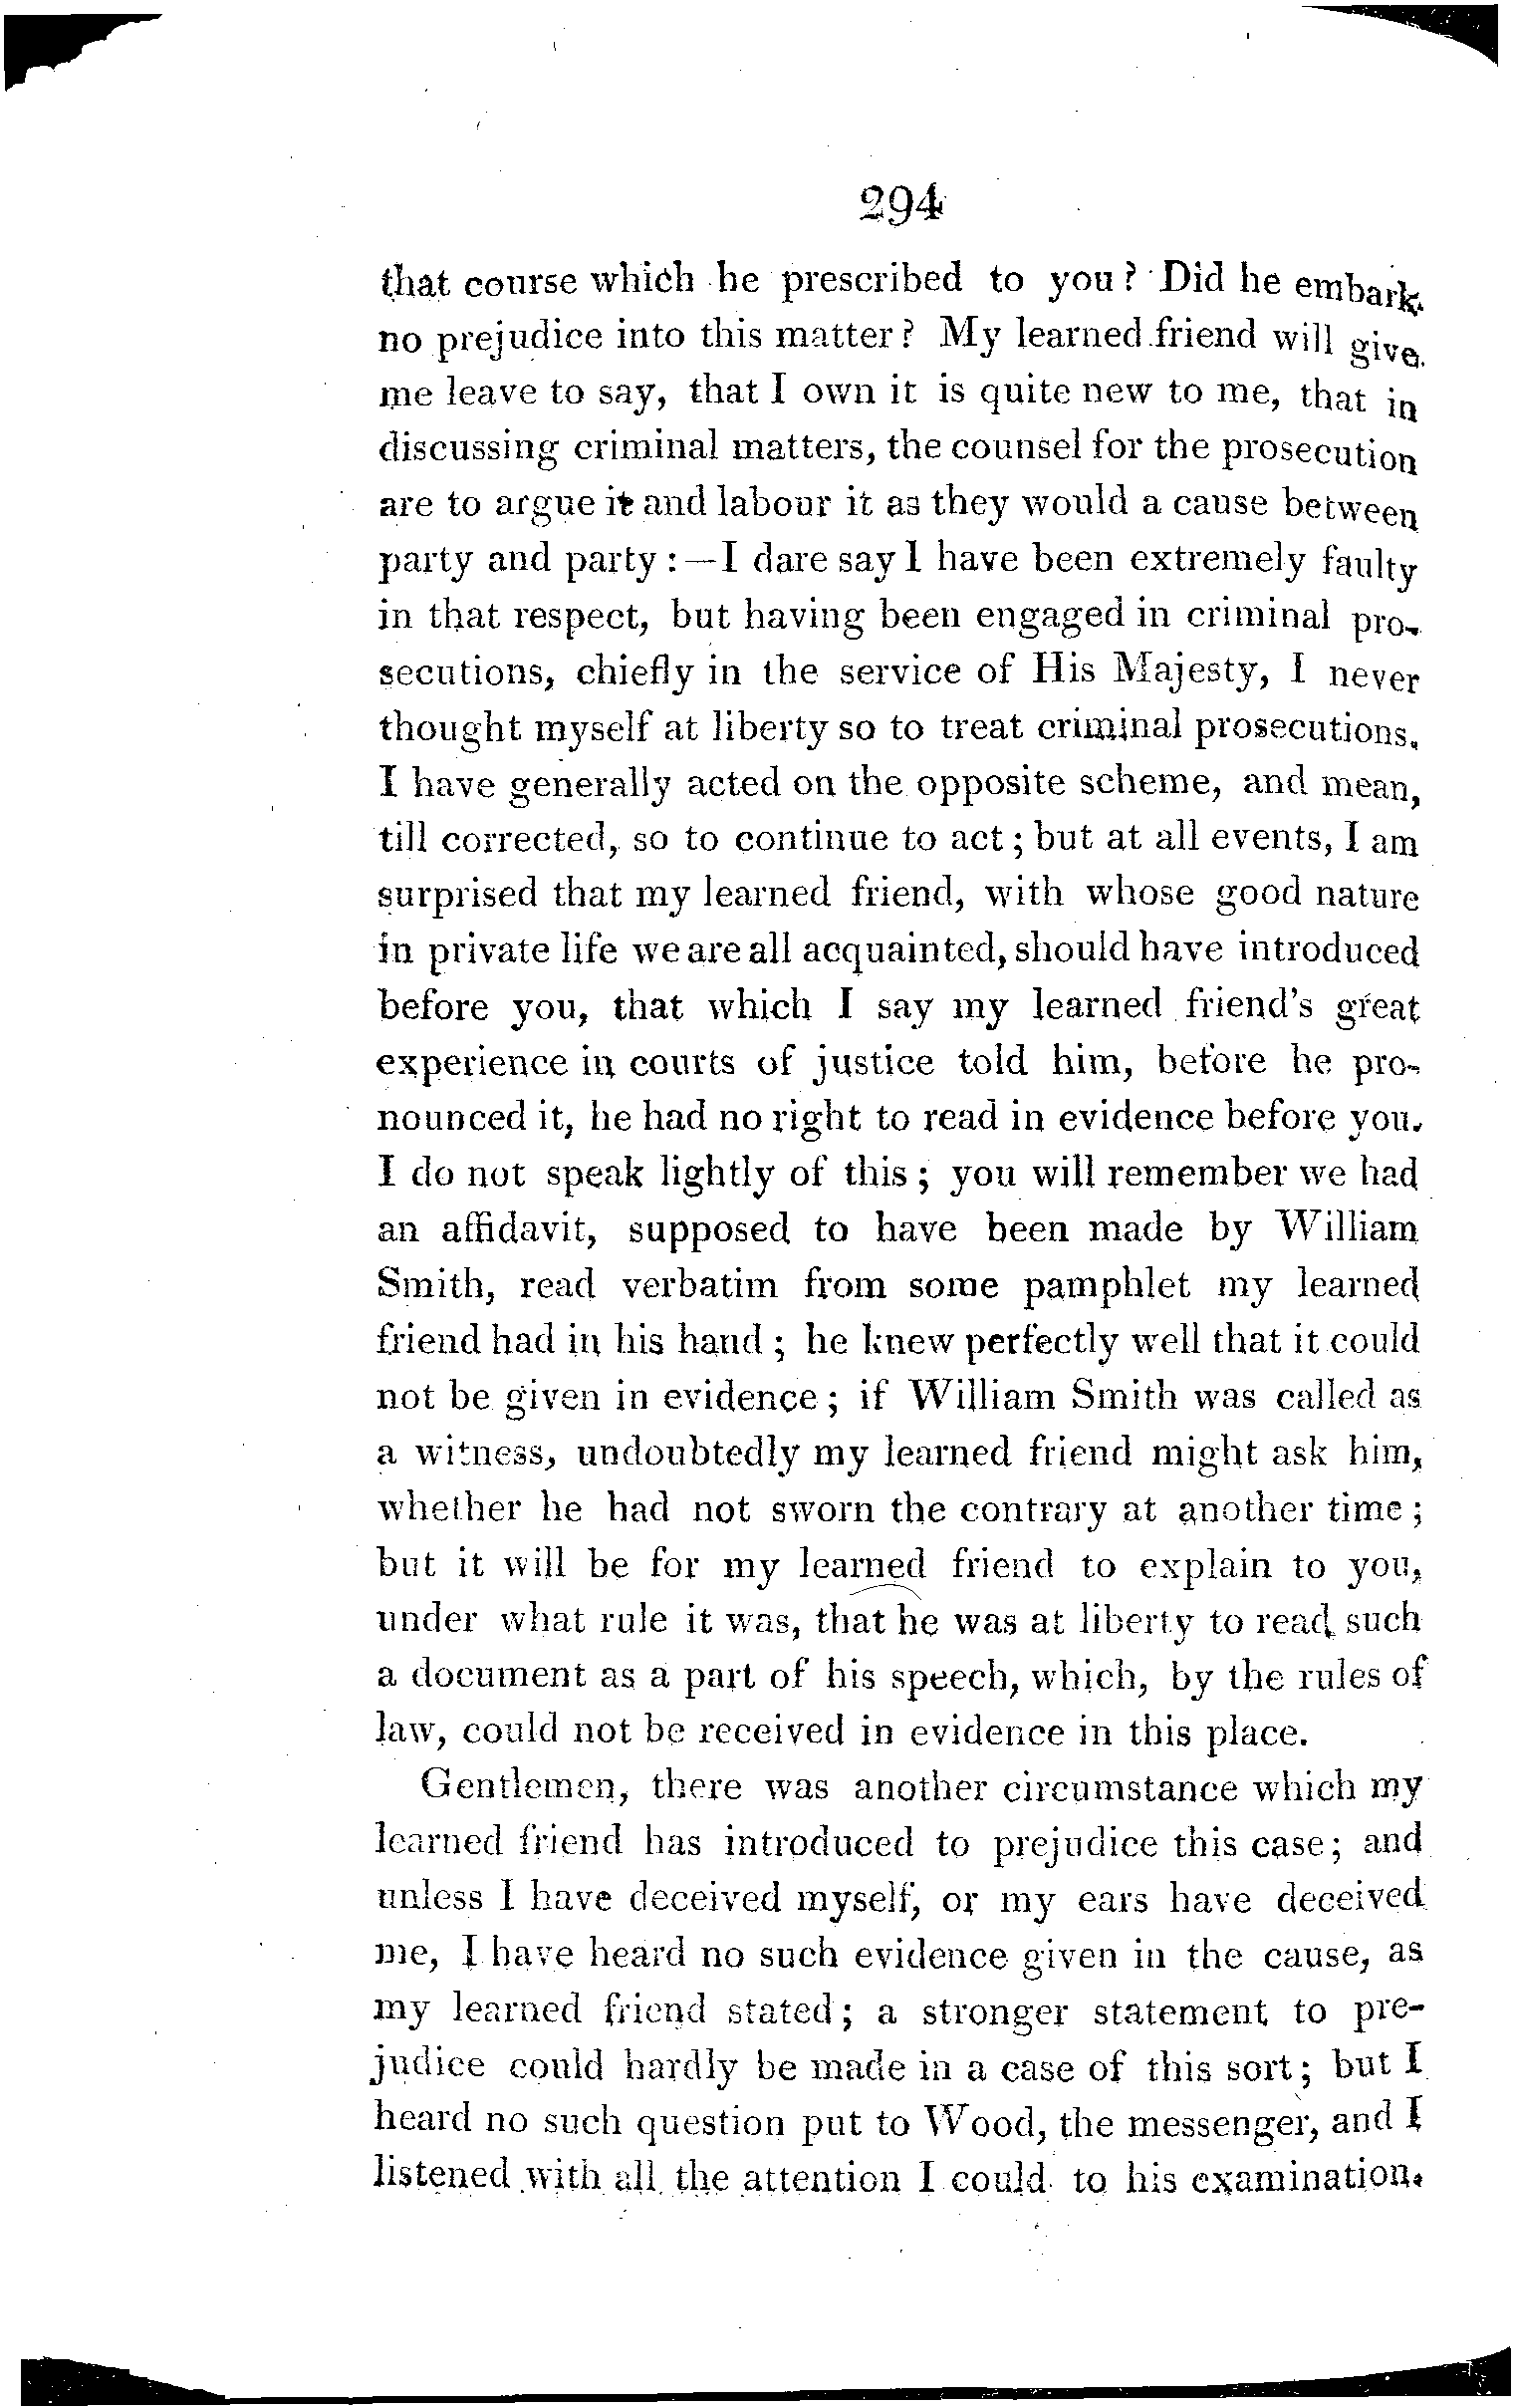 294
that course which he prescribed to you? Did he embark
no prejudice into this matter? My learned friend will give
me leave to say, that I own it is quite new to me, that in
discussing criminal matters, the counsel for the prosecution
are to argue it and labour it as they would a cause between
party and party:—I dare say I have been extremely faulty
in that respect, but having been engaged in criminal pro-
secutions, chiefly in the service of His Majesty, I never
thought myself at liberty so to treat criminal prosecutions.
I have generally acted on the opposite scheme, and mean,
till corrected, so to continue to act; but at all events, I am
surprised that my learned friend, with whose good nature
in private life we are all acquainted, should have introduced
before you, that which I say my learned friend's great
experience in courts of justice told him, before he pro-
nounced it, he had no right to read in evidence before you.
I do not speak lightly of this; you will remember we had
an affidavit, supposed to have been made by William
Smith, read verbatim from some pamphlet my learned
friend had in his hand; he knew perfectly well that it could
not be given in evidence; if William Smith was called as
a witness, undoubtedly my learned friend might ask him,
whether he had not sworn the contrary at another time;
but it will be for my learned friend to explain to you,
under what rule it was, that he was at liberty to read such
a document as a part of his speech, which, by the rules of
law, could not be received in evidence in this place.
Gentlemen, there was another circumstance which my
learned friend has introduced to prejudice this case; and
unless I have deceived myself, or my ears have deceived
me, I have heard no such evidence given in the cause, as
my learned friend stated; a stronger statement to pre-
judice could hardly be made in a case of this sort; but I
heard no such question put to Wood, the messenger, and I
listened with all the attention I could to his examination.